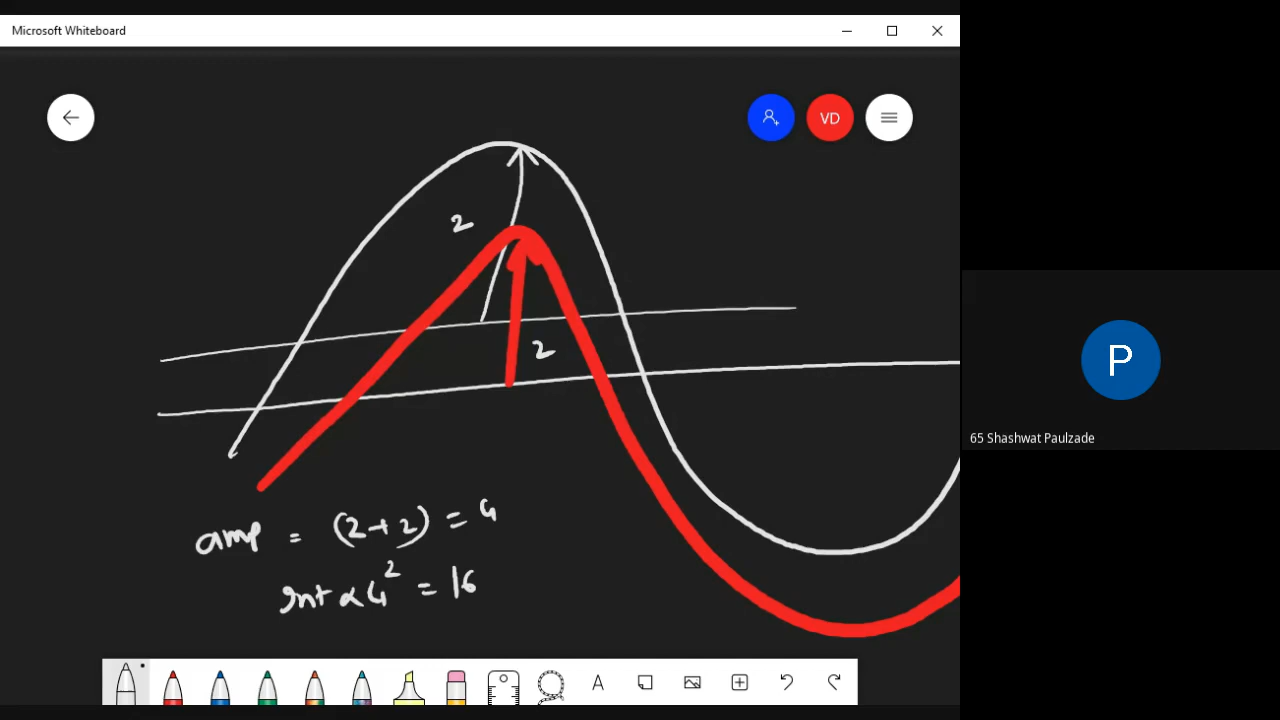 Microsoft Whiteboard
VD
2
2
amp = (2+2) = 4
Int α 4² = 16
A
P
65 Shashwat Paulzade